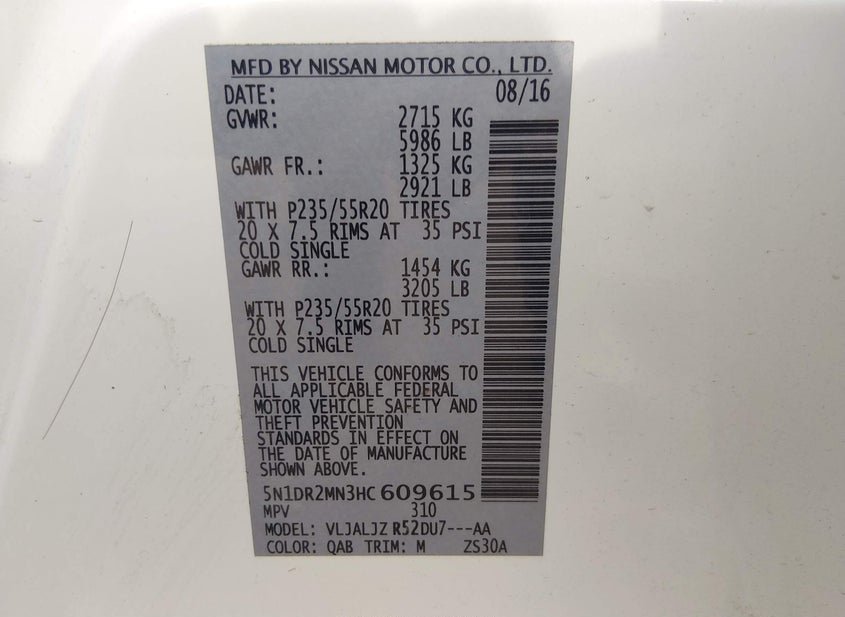 MFD BY NISSAN MOTOR CO., LTD.
DATE: 08/16
GVWR: 2715 KG
5986 LB
GAWR FR.: 1325 KG
2921 LB
WITH P235/55R20 TIRES
20 X 7.5 RIMS AT 35 PSI
COLD SINGLE
GAWR RR.: 1454 KG
3205 LB
WITH P235/55R20 TIRES
20 X 7.5 RIMS AT 35 PSI
COLD SINGLE
THIS VEHICLE CONFORMS TO
ALL APPLICABLE FEDERAL
MOTOR VEHICLE SAFETY AND
THEFT PREVENTION
STANDARDS IN EFFECT ON
THE DATE OF MANUFACTURE
SHOWN ABOVE.
5N1DR2MN3HC 609615
MPV 310
MODEL: VLJALJZ R52DU7---AA
COLOR: QAB TRIM: M ZS30A